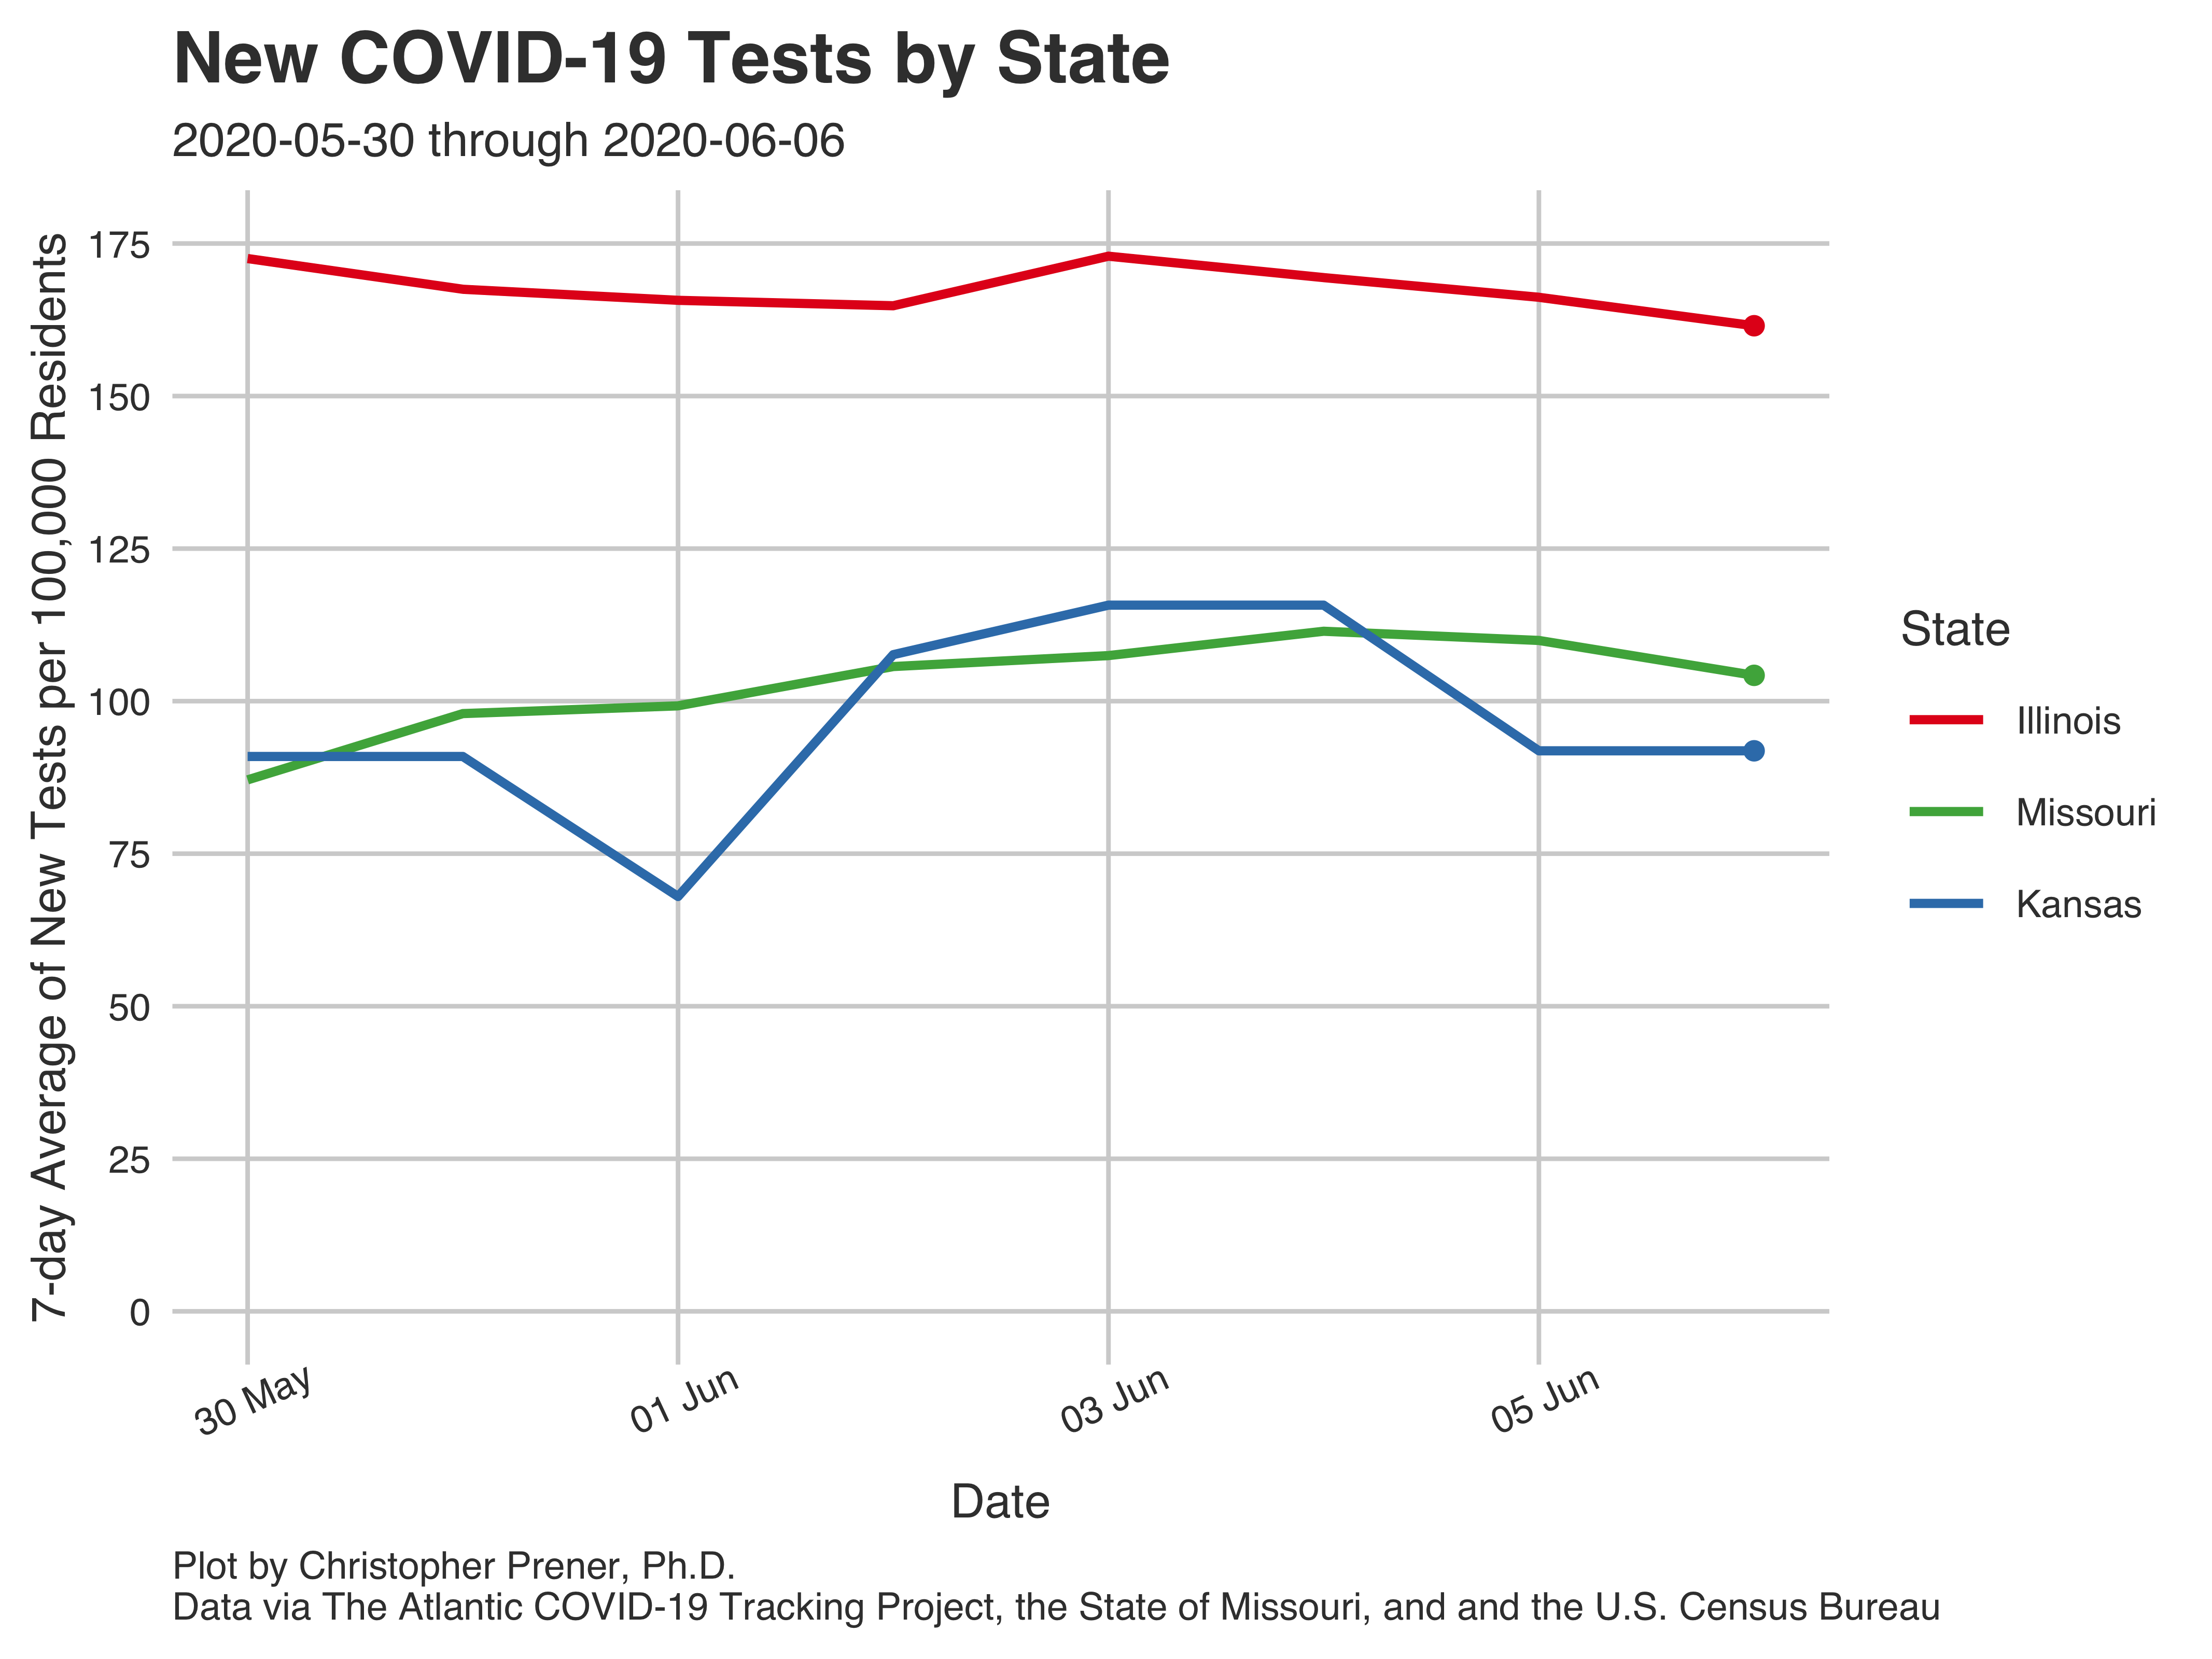 New COVID-19 Tests by State
2020-05-30 through 2020-06-06
7-day Average of New Tests per 100,000 Residents
175
150
125
100
75
50
25
0
30 May
01 Jun
03 Jun
05 Jun
Date
State
Illinois
Missouri
Kansas
Plot by Christopher Prener, Ph.D.
Data via The Atlantic COVID-19 Tracking Project, the State of Missouri, and and the U.S. Census Bureau